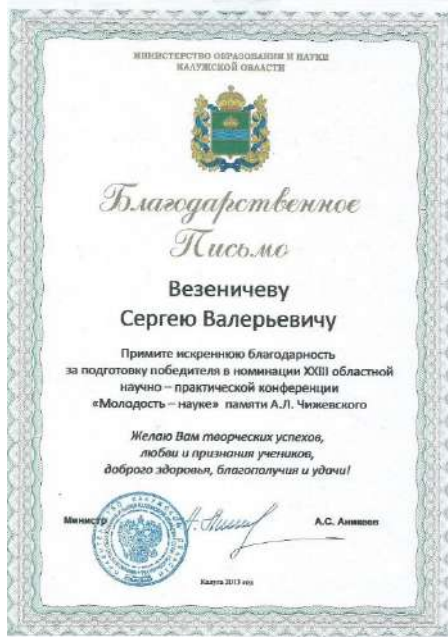 МИНИСТЕРСТВО ОБРАЗОВАНИЯ И НАУКИ
КАЛУЖСКОЙ ОБЛАСТИ
Благодарственное
Письмо
Везеничеву
Сергею Валерьевичу
Примите искреннюю благодарность
за подготовку победителя в номинации XXIII областной
научно – практической конференции
«Молодость – науке» памяти А.Л. Чижевского
Желаю Вам творческих успехов,
любви и признания учеников,
доброго здоровья, благополучия и удачи!
Министр
А.С. Аникеев
Калуга 2013 год